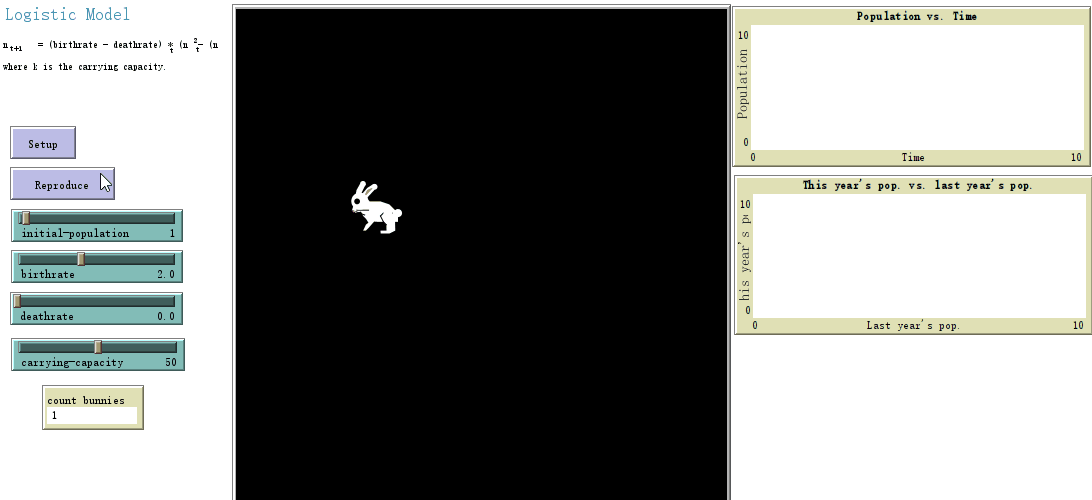 Logistic Model
n t+1 = (birthrate - deathrate) * (n t 2 - (n
where k is the carrying capacity.
Setup
Reproduce
initial-population 1
birthrate 2.0
deathrate 0.0
carrying-capacity 50
count bunnies
1
Population vs. Time
10
Population
0
0 Time 10
This year's pop. vs. last year's pop.
10
his year's p
0
0 Last year's pop. 10